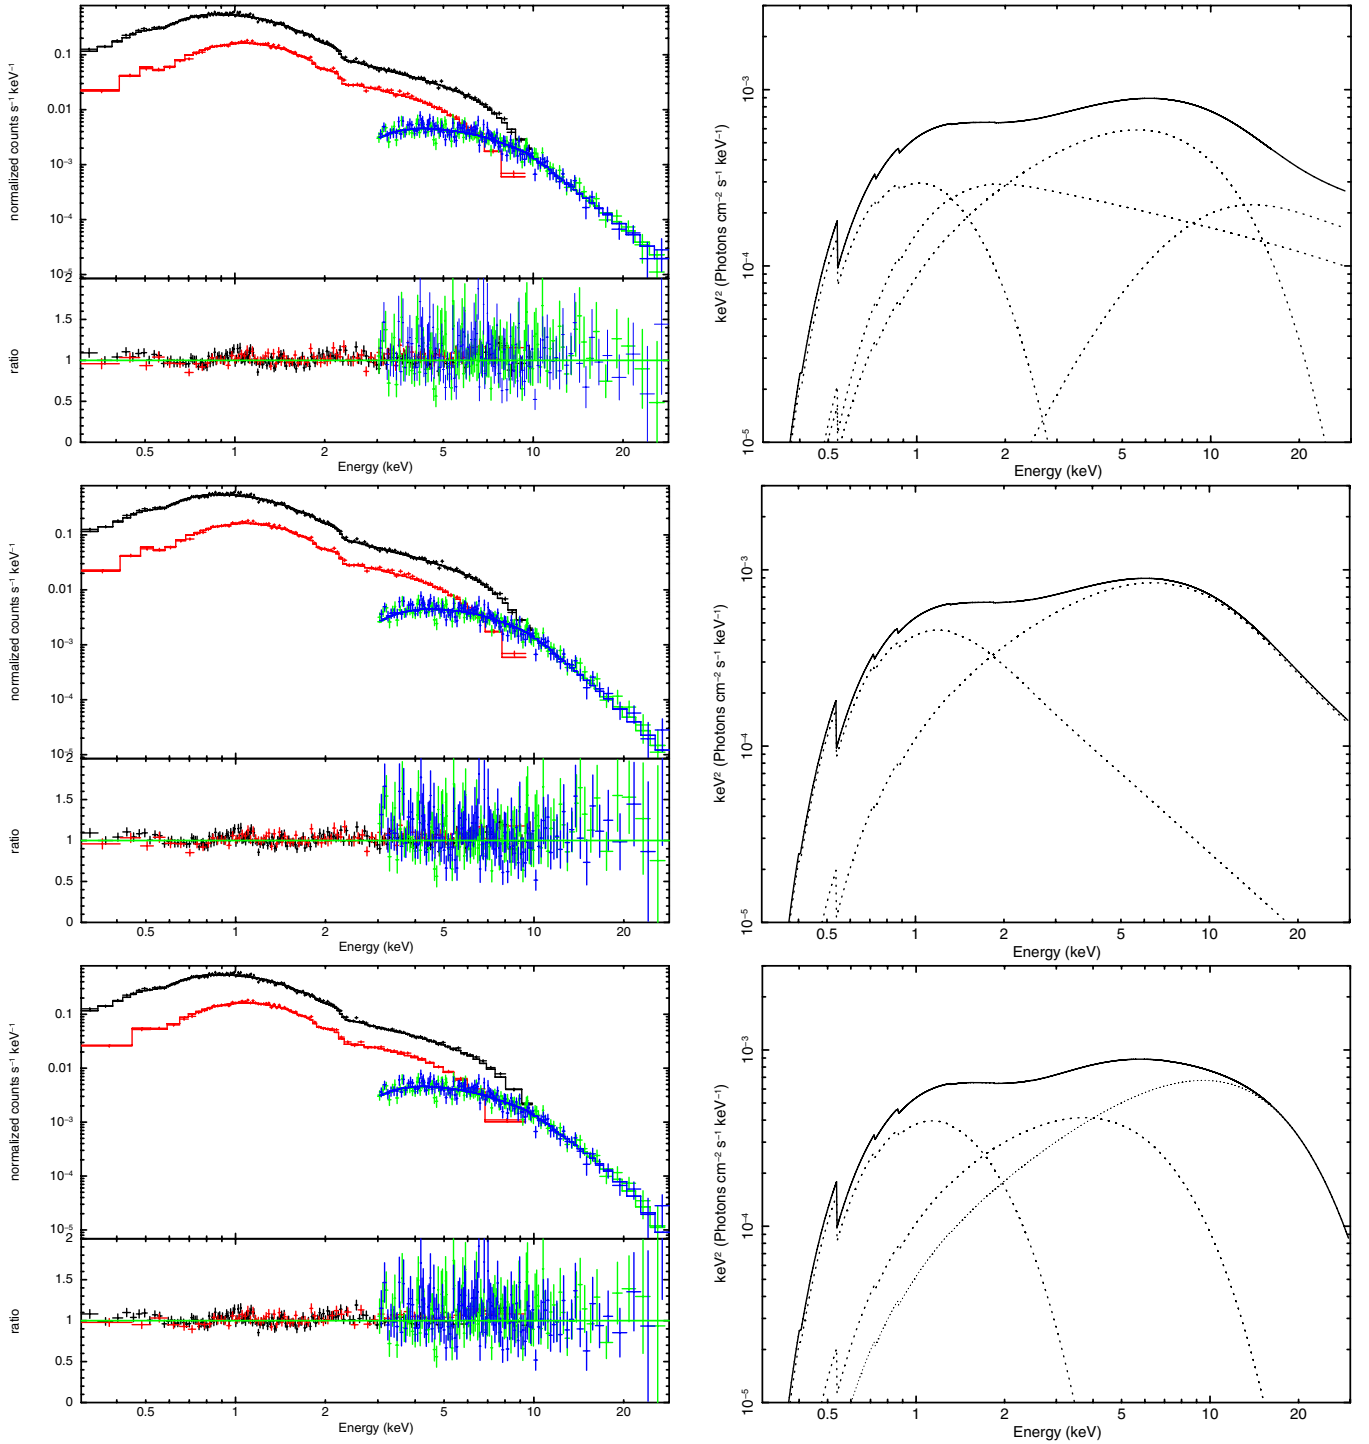 normalized counts s⁻¹ keV⁻¹
0.1
0.01
10⁻³
10⁻⁴
10⁻⁵
2
ratio
1.5
1
0.5
0
0.5 1 2 5 10 20
Energy (keV)
keV² (Photons cm⁻² s⁻¹ keV⁻¹)
10⁻³
10⁻⁴
10⁻⁵
0.5 1 2 5 10 20
Energy (keV)
normalized counts s⁻¹ keV⁻¹
0.1
0.01
10⁻³
10⁻⁴
10⁻⁵
2
ratio
1.5
1
0.5
0
0.5 1 2 5 10 20
Energy (keV)
keV² (Photons cm⁻² s⁻¹ keV⁻¹)
10⁻³
10⁻⁴
10⁻⁵
0.5 1 2 5 10 20
Energy (keV)
normalized counts s⁻¹ keV⁻¹
0.1
0.01
10⁻³
10⁻⁴
10⁻⁵
2
ratio
1.5
1
0.5
0
0.5 1 2 5 10 20
Energy (keV)
keV² (Photons cm⁻² s⁻¹ keV⁻¹)
10⁻³
10⁻⁴
10⁻⁵
0.5 1 2 5 10 20
Energy (keV)